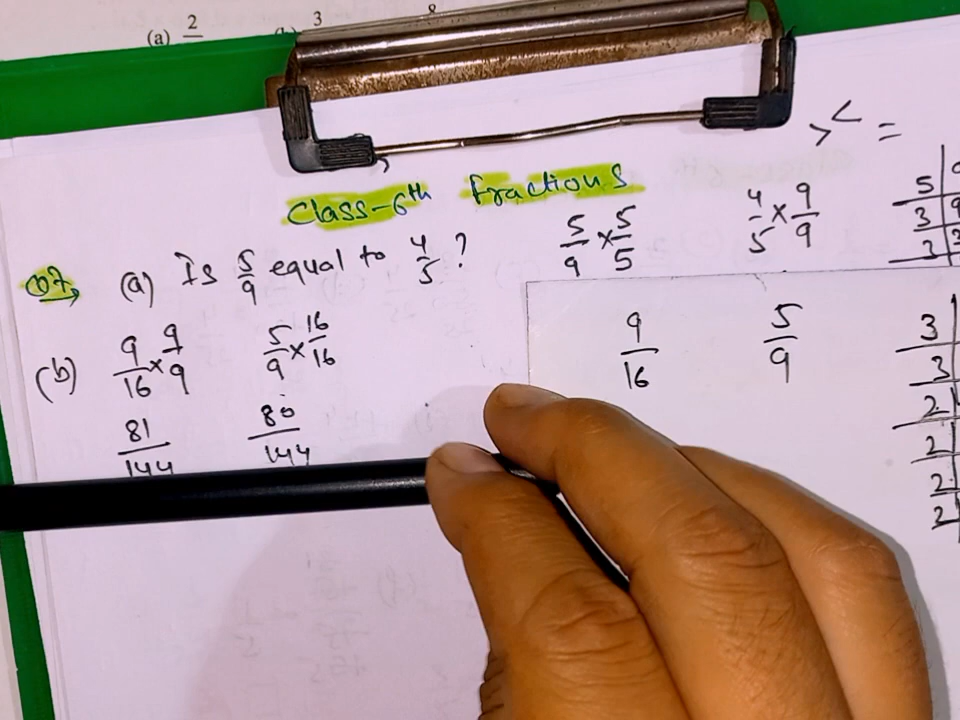 (a) 2 3 8
> < =
Class-6th Fractions
(a) Is 5/9 equal to 4/5 ? 5/9 × 5/5 4/5 × 9/9
(b) 9/16 × 9/9 5/9 × 16/16 9/16 5/9
81/144 80/144
5
3
3
3
3
2
2
2
2